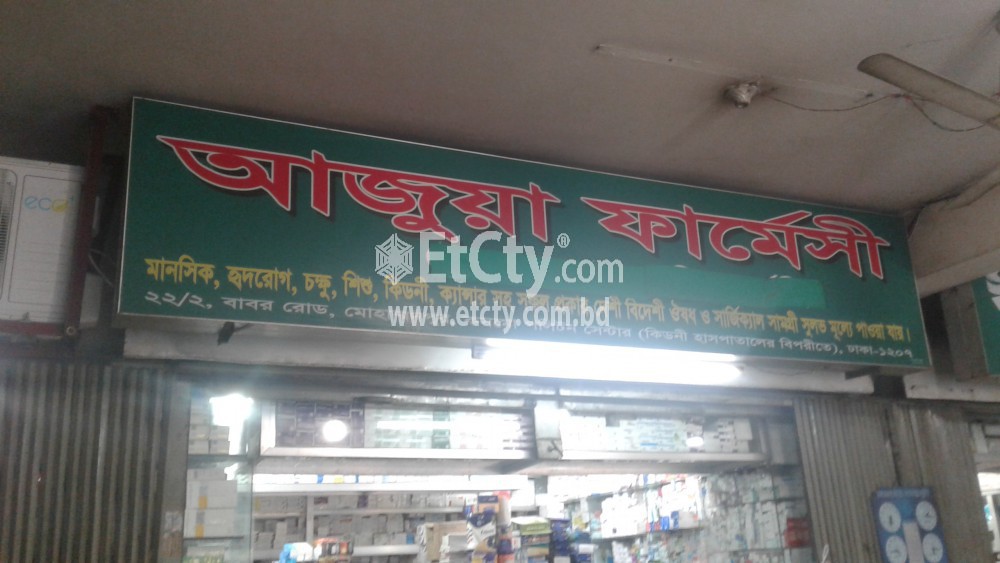 আজুয়া ফার্মেসী
EtCty®.com
www.etcty.com.bd
মানসিক, হৃদরোগ, চক্ষু, শিশু, কিডনী, ক্যান্সার সহ সকল প্রকার দেশী বিদেশী ঔষধ ও সার্জিক্যাল সামগ্রী সুলভ মূল্যে পাওয়া যায়।
২২/২, বাবর রোড, সেন্টার (কিডনী হাসপাতালের বিপরীতে), ঢাকা-১২০৭
eco